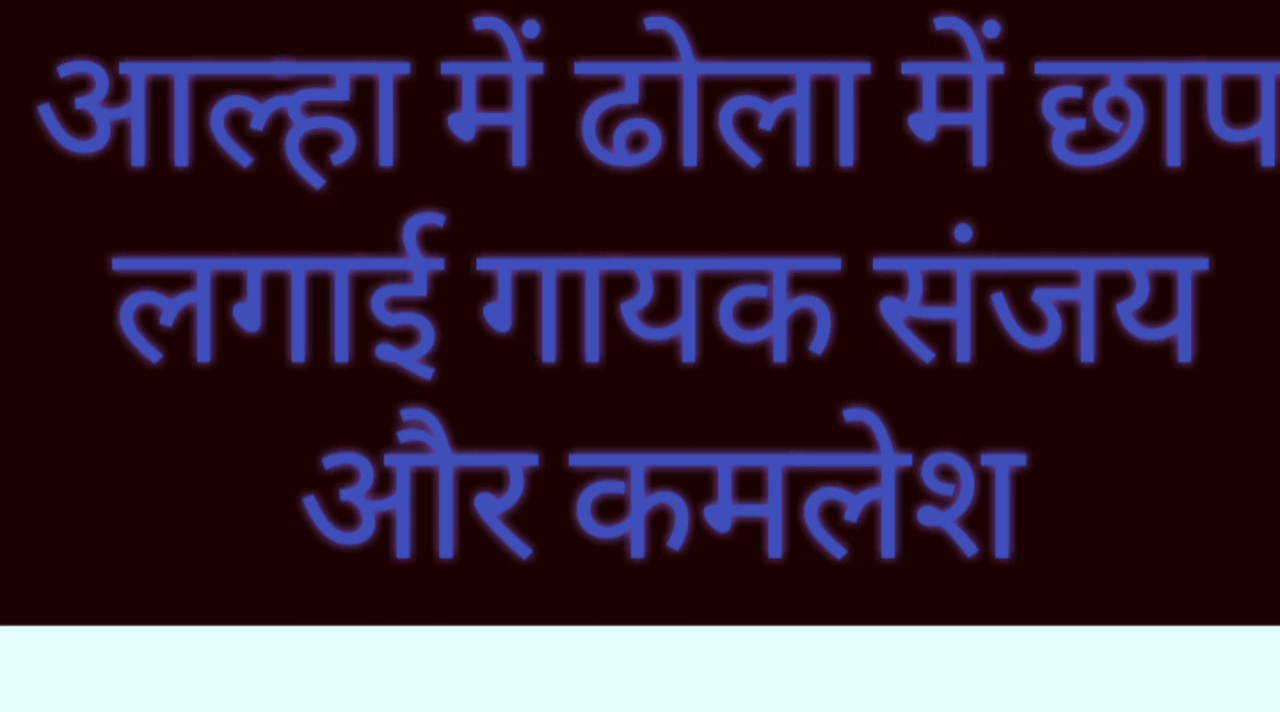 आल्हा में ढोला में छाप
लगाई गायक संजय
और कमलेश